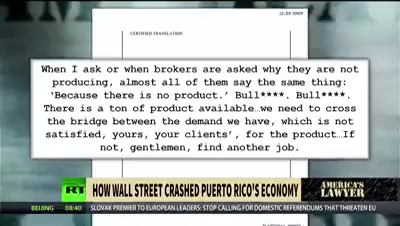 CERTIFIED TRANSLATION
When I ask or when brokers are asked why they are not
producing, almost all of them say the same thing:
'Because there is no product.' Bull****. Bull****.
There is a ton of product available…we need to cross
the bridge between the demand we have, which is not
satisfied, yours, your clients', for the product…If
not, gentlemen, find another job.
RT HOW WALL STREET CRASHED PUERTO RICO'S ECONOMY
AMERICA'S
LAWYER
BEIJING 08:40 SLOVAK PREMIER TO EUROPEAN LEADERS: STOP CALLING FOR DOMESTIC REFERENDUMS THAT THREATEN EU